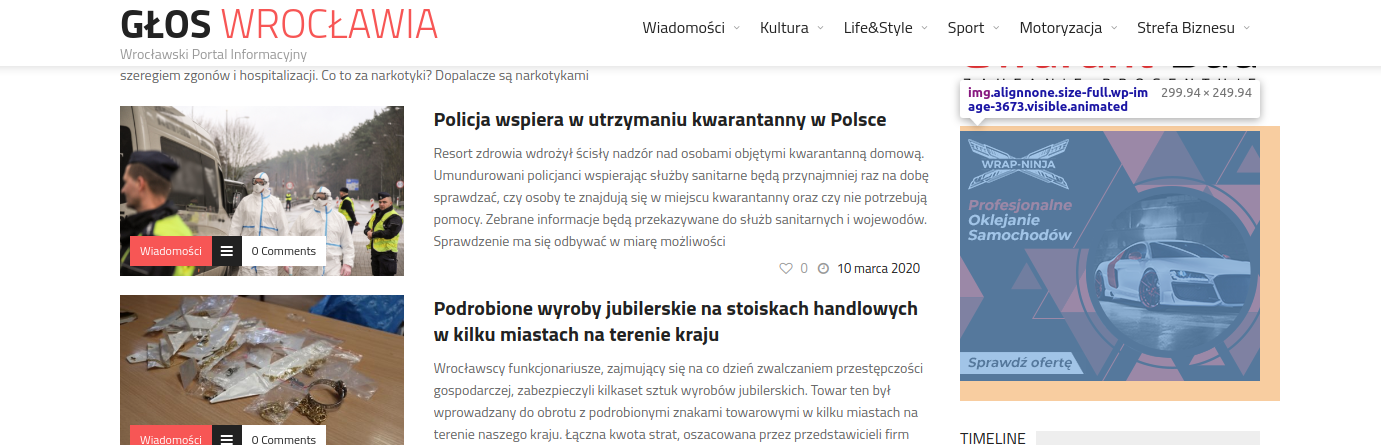 GŁOS WROCŁAWIA
Wrocławski Portal Informacyjny
Wiadomości Kultura Life&Style Sport Motoryzacja Strefa Biznesu
szeregiem zgonów i hospitalizacji. Co to za narkotyki? Dopalacze są narkotykami
Policja wspiera w utrzymaniu kwarantanny w Polsce
Resort zdrowia wdrożył ścisły nadzór nad osobami objętymi kwarantanną domową.
Umundurowani policjanci wspierając służby sanitarne będą przynajmniej raz na dobę
sprawdzać, czy osoby te znajdują się w miejscu kwarantanny oraz czy nie potrzebują
pomocy. Zebrane informacje będą przekazywane do służb sanitarnych i wojewodów.
Sprawdzenie ma się odbywać w miarę możliwości
Wiadomości 0 Comments
0 10 marca 2020
Podrobione wyroby jubilerskie na stoiskach handlowych
w kilku miastach na terenie kraju
Wrocławscy funkcjonariusze, zajmujący się na co dzień zwalczaniem przestępczości
gospodarczej, zabezpieczyli kilkaset sztuk wyrobów jubilerskich. Towar ten był
wprowadzany do obrotu z podrobionymi znakami towarowymi w kilku miastach na
terenie naszego kraju. Łączna kwota strat, oszacowana przez przedstawicieli firm
Wiadomości 0 Comments
img.alignnone.size-full.wp-im 299.94 × 249.94
age-3673.visible.animated
WRAP-NINJA
Profesjonalne
Oklejanie
Samochodów
Sprawdź ofertę
TIMELINE